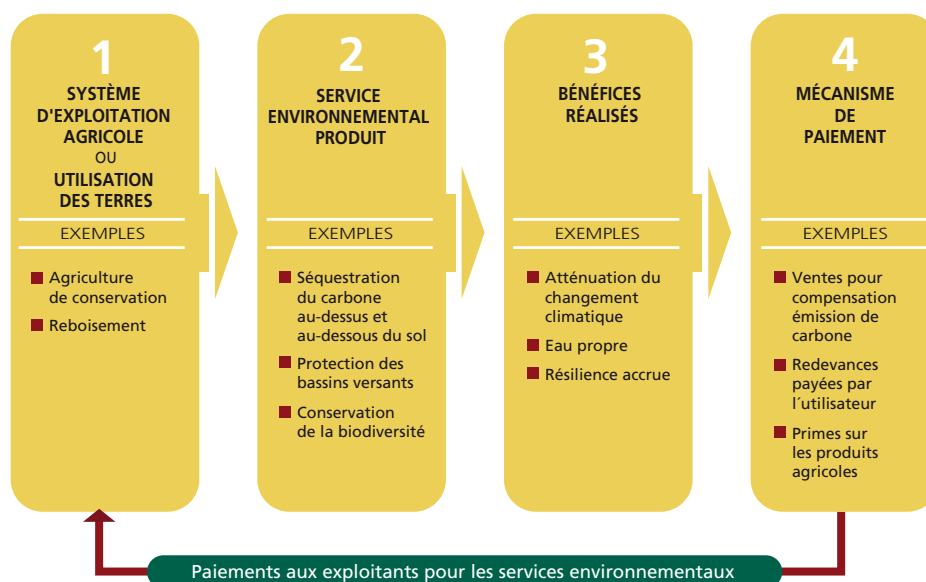 1
SYSTÈME
D'EXPLOITATION
AGRICOLE
OU
UTILISATION
DES TERRES
EXEMPLES
Agriculture
de conservation
Reboisement
2
SERVICE
ENVIRONNEMENTAL
PRODUIT
EXEMPLES
Séquestration
du carbone
au-dessus et
au-dessous du sol
Protection des
bassins versants
Conservation
de la biodiversité
3
BÉNÉFICES
RÉALISÉS
EXEMPLES
Atténuation du
changement
climatique
Eau propre
Résilience accrue
4
MÉCANISME
DE
PAIEMENT
EXEMPLES
Ventes pour
compensation
émission de
carbone
Redevances
payées par
l´utilisateur
Primes sur
les produits
agricoles
Paiements aux exploitants pour les services environnementaux